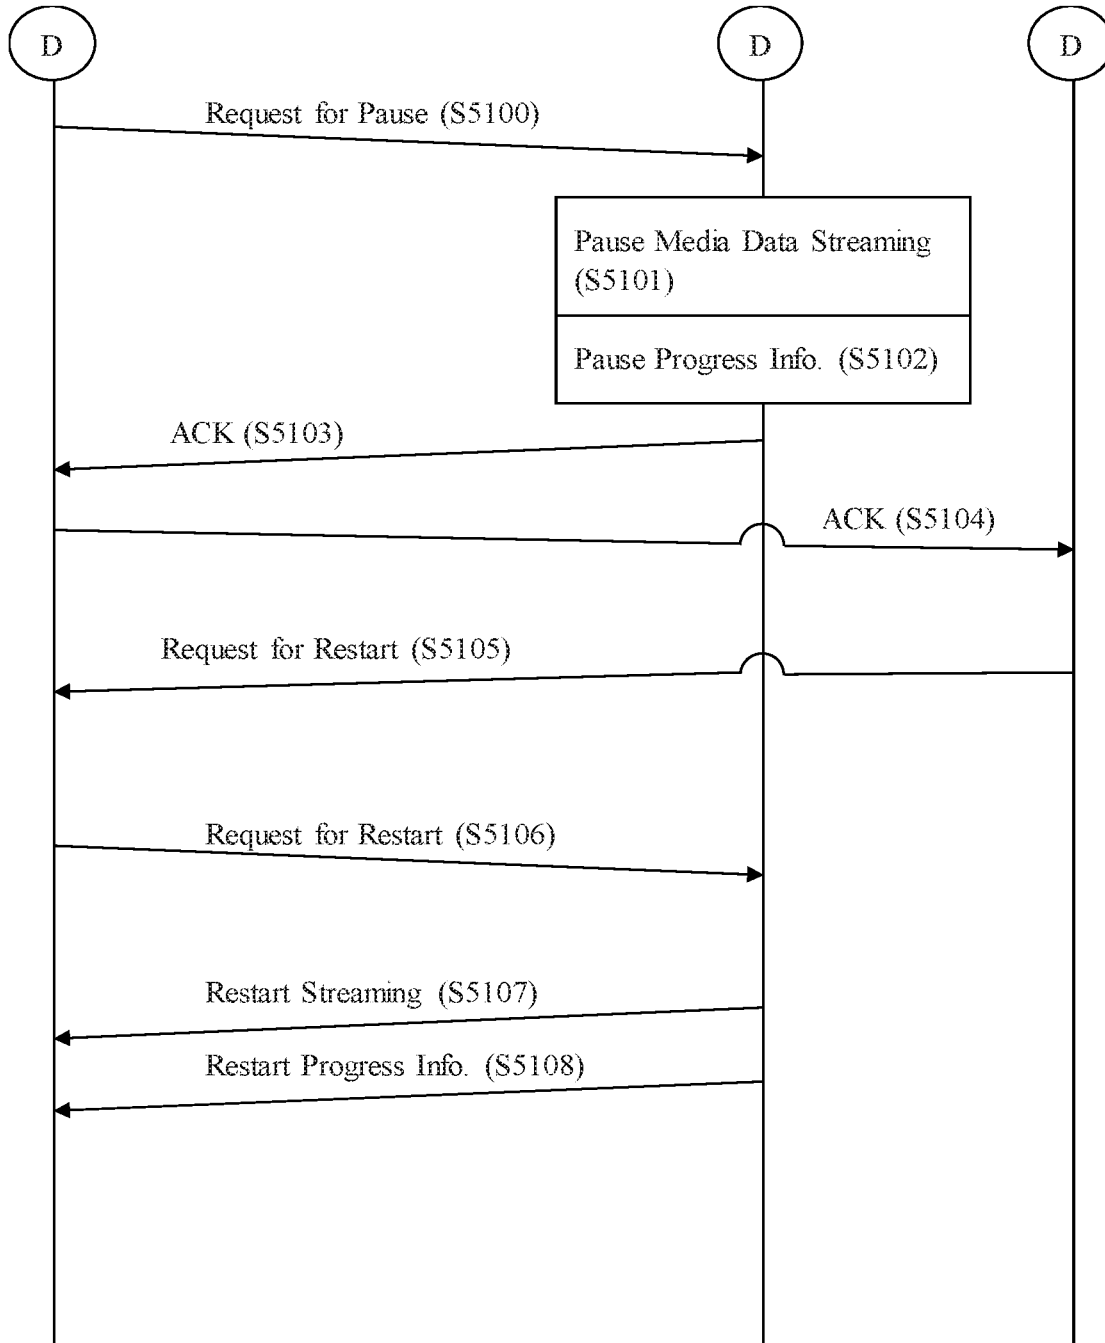 D
D
D
Request for Pause (S5100)
Pause Media Data Streaming
(S5101)
Pause Progress Info. (S5102)
ACK (S5103)
ACK (S5104)
Request for Restart (S5105)
Request for Restart (S5106)
Restart Streaming (S5107)
Restart Progress Info. (S5108)